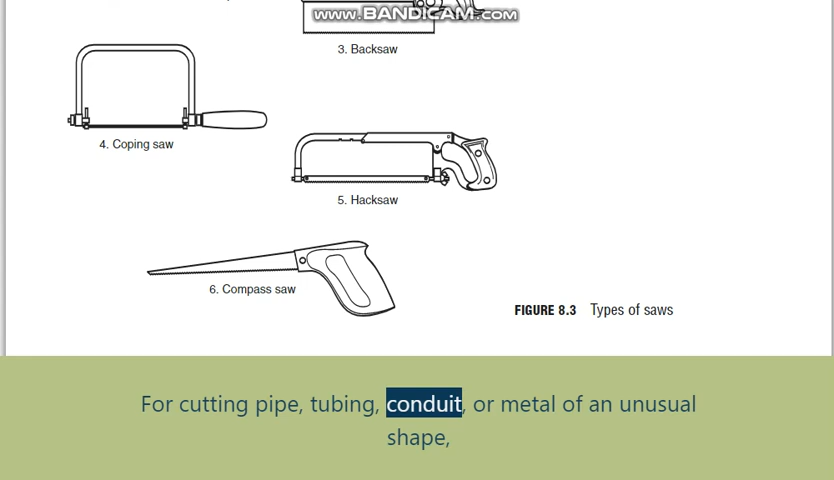 www.BANDICAM.com
3. Backsaw
4. Coping saw
5. Hacksaw
6. Compass saw
FIGURE 8.3 Types of saws
For cutting pipe, tubing, conduit, or metal of an unusual
shape,